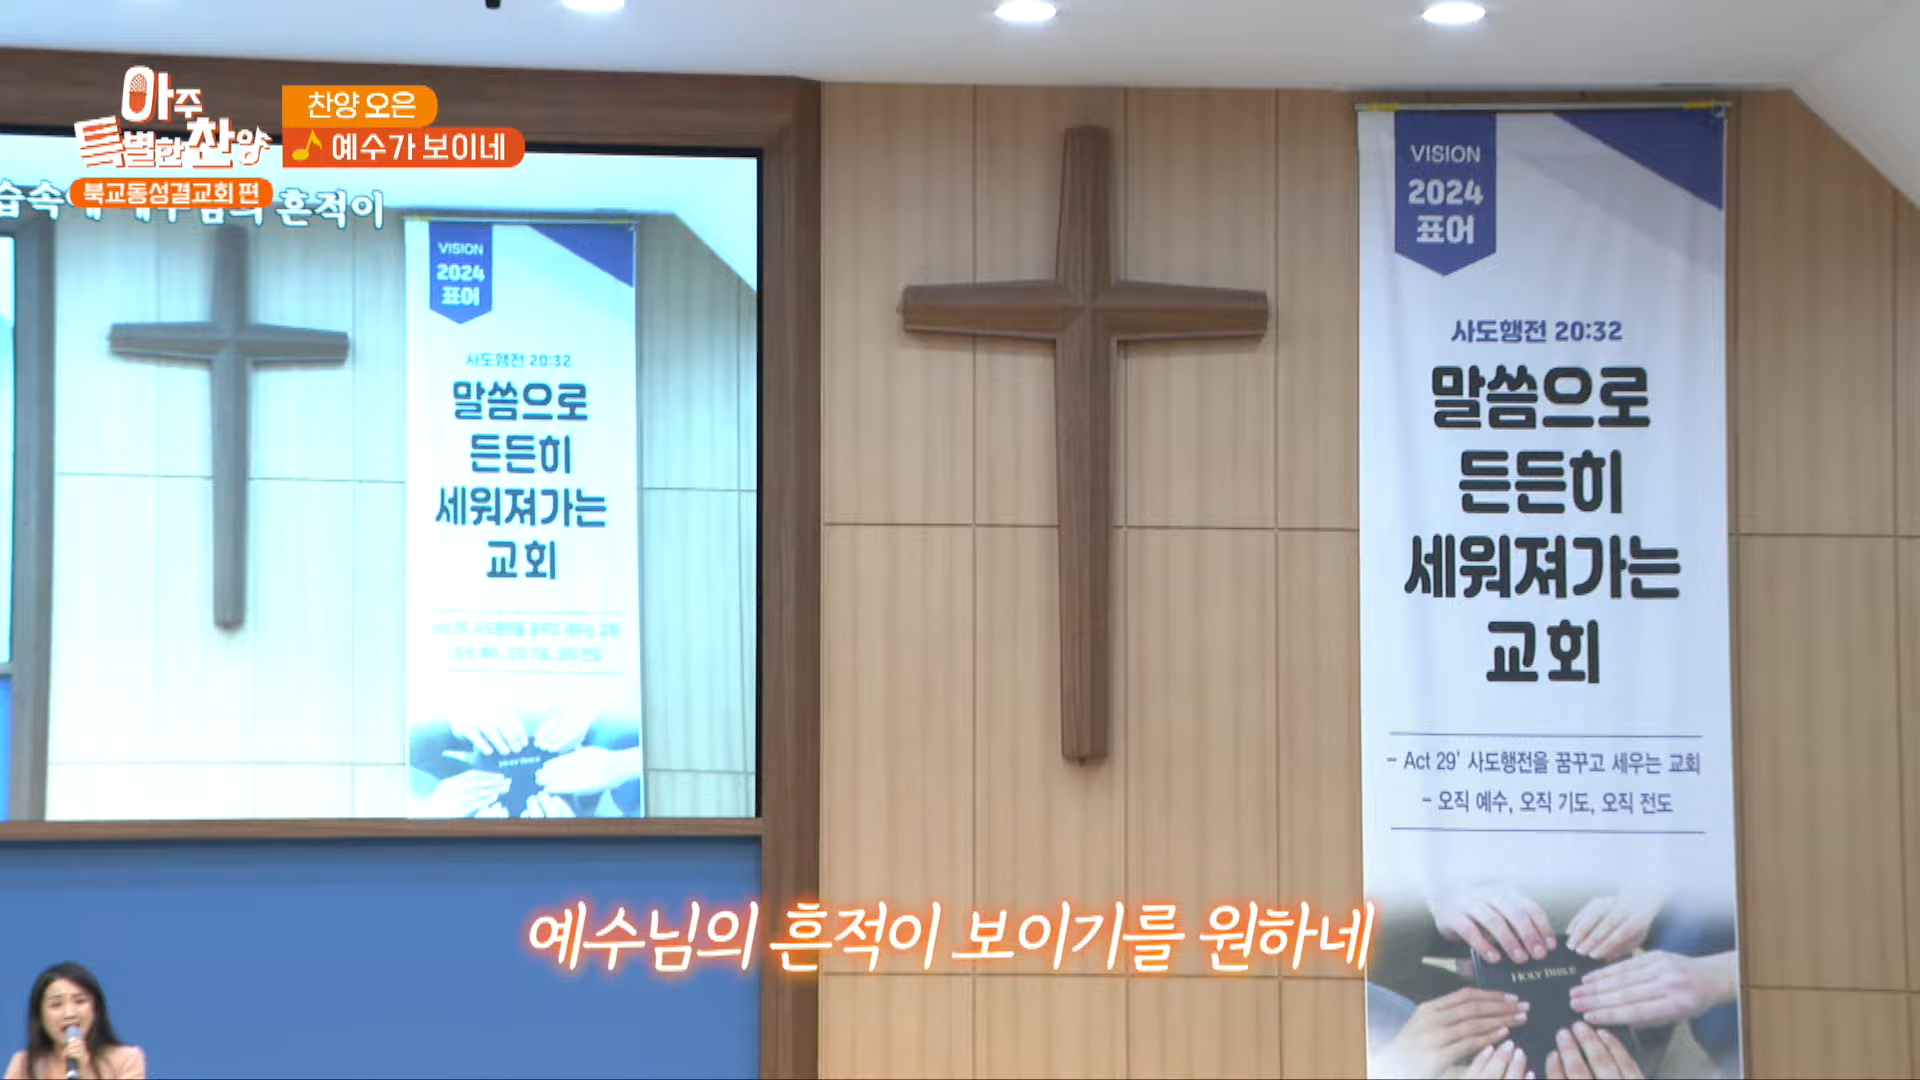 아주
특별한 찬양
북교동성결교회 편
찬양 오은
예수가 보이네
흔적이
VISION
2024
표어
사도행전 20:32
말씀으로
든든히
세워져가는
교회
VISION
2024
표어
사도행전 20:32
말씀으로
든든히
세워져가는
교회
- Act 29' 사도행전을 꿈꾸고 세우는 교회
- 오직 예수, 오직 기도, 오직 전도
HOLY BIBLE
HOLY BIBLE
예수님의 흔적이 보이기를 원하네